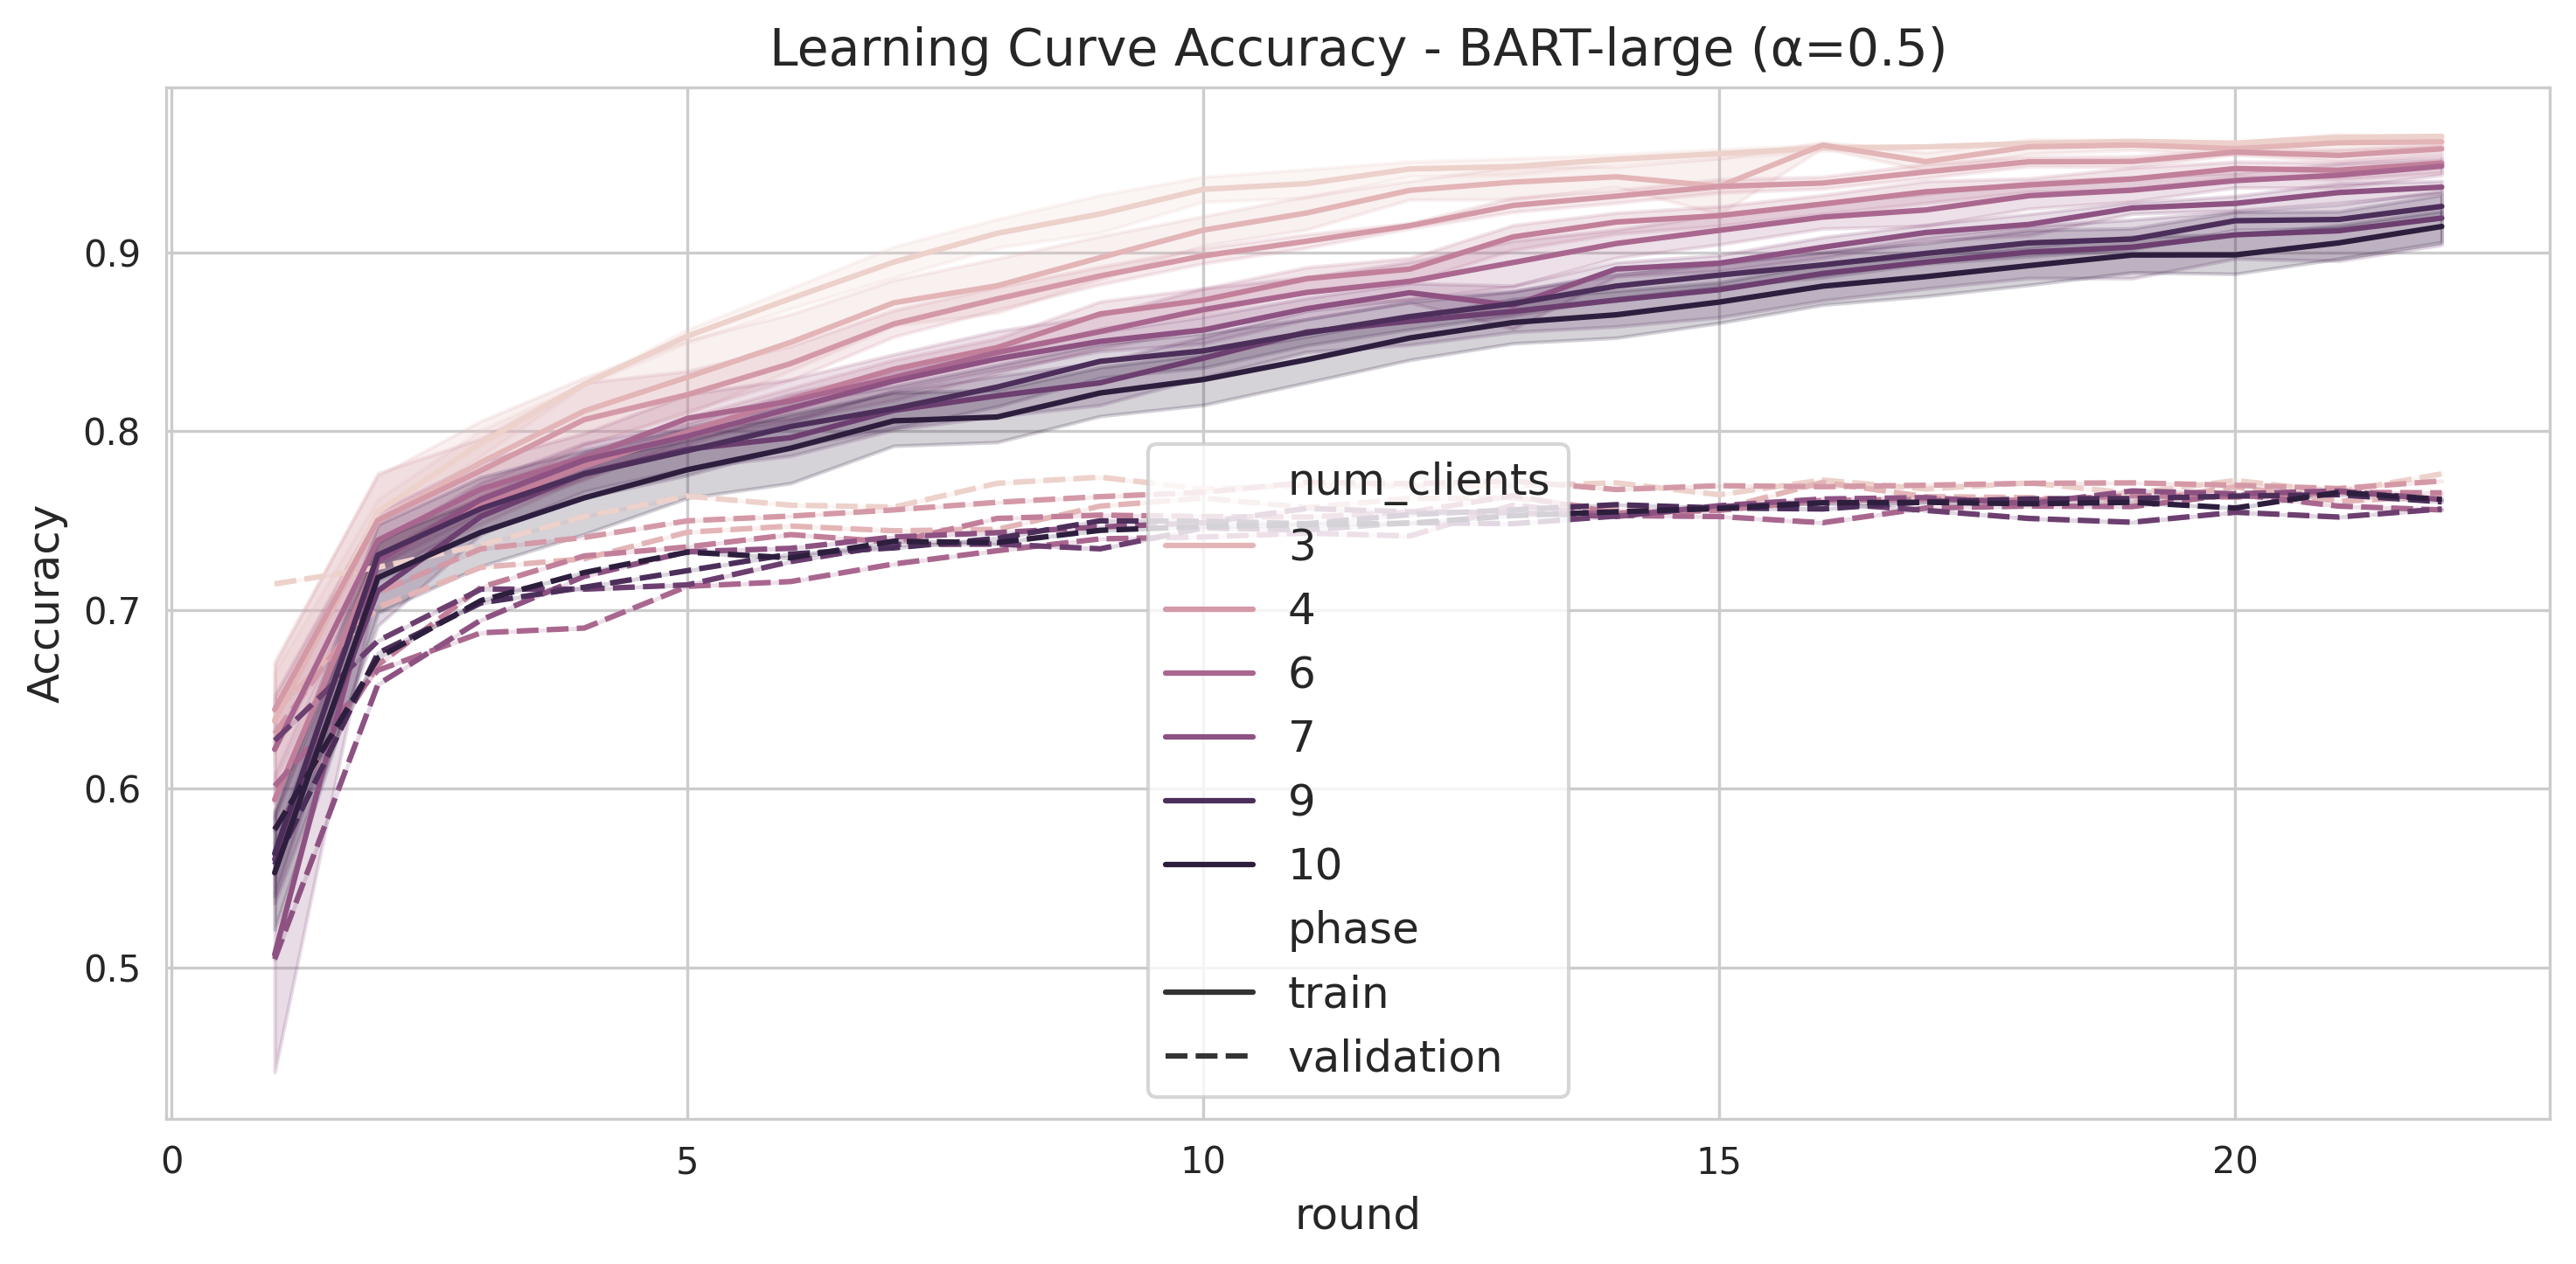 Learning Curve Accuracy - BART-large (α=0.5)
Accuracy
0.9
0.8
0.7
0.6
0.5
num_clients
3
4
6
7
9
10
phase
train
validation
0 5 10 15 20
round